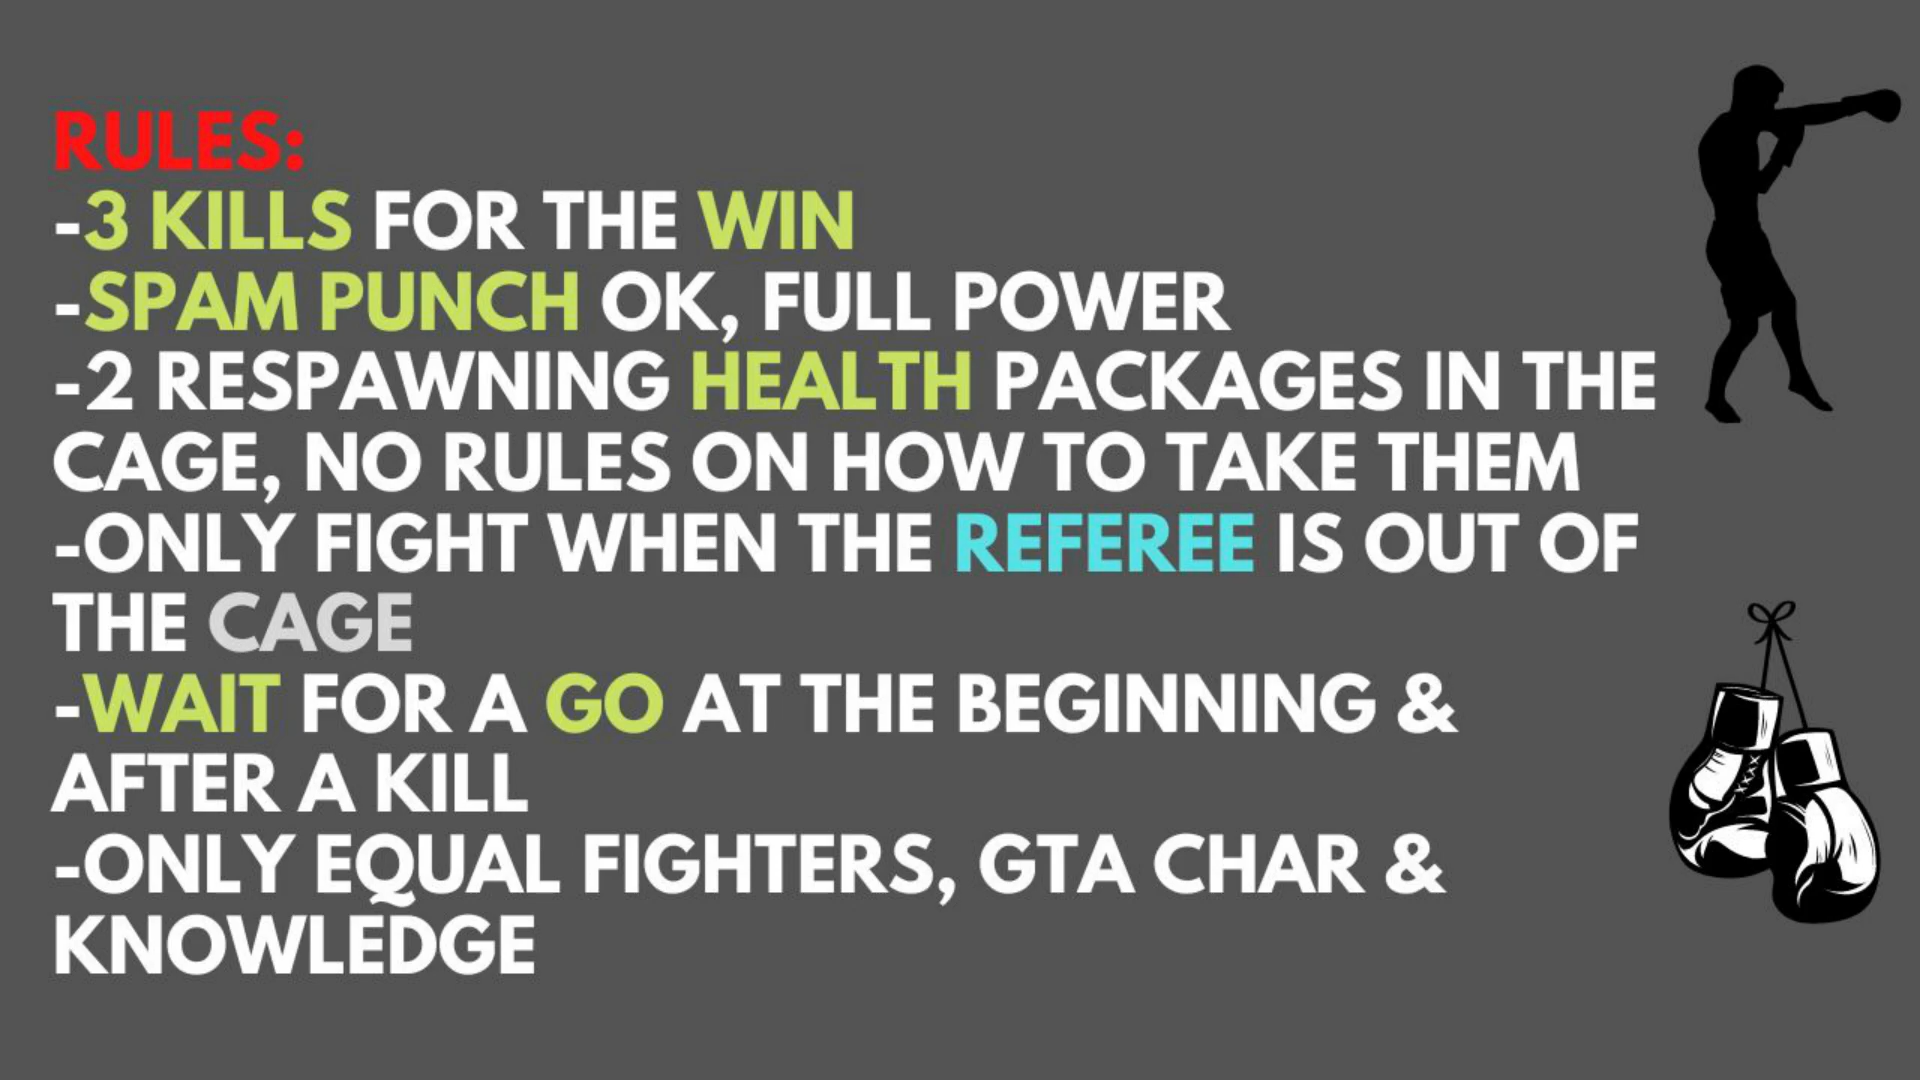 RULES:
-3 KILLS FOR THE WIN
-SPAM PUNCH OK, FULL POWER
-2 RESPAWNING HEALTH PACKAGES IN THE
CAGE, NO RULES ON HOW TO TAKE THEM
-ONLY FIGHT WHEN THE REFEREE IS OUT OF
THE CAGE
-WAIT FOR A GO AT THE BEGINNING &
AFTER A KILL
-ONLY EQUAL FIGHTERS, GTA CHAR &
KNOWLEDGE